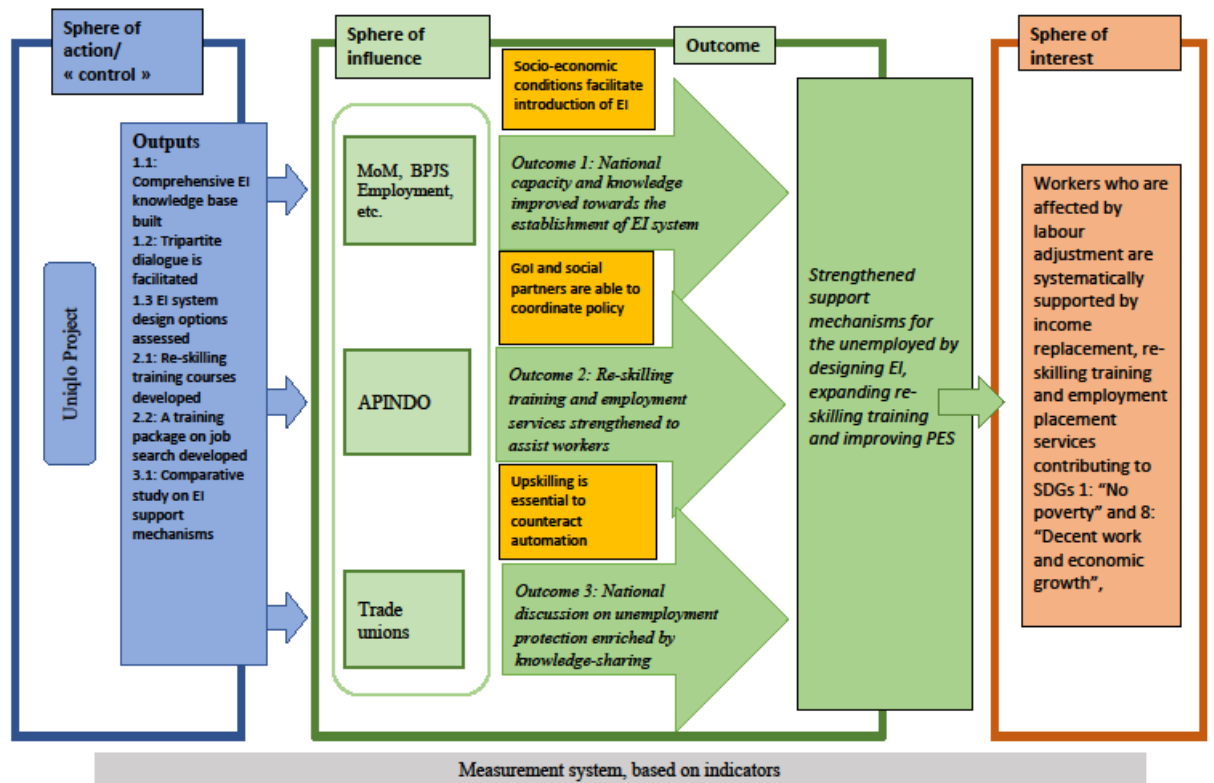 Sphere of
action/
« control »
Uniqlo Project
Outputs
1.1:
Comprehensive EI
knowledge base
built
1.2: Tripartite
dialogue is
facilitated
1.3 EI system
design options
assessed
2.1: Re-skilling
training courses
developed
2.2: A training
package on job
search developed
3.1: Comparative
study on EI
support
mechanisms
Sphere of
influence
MoM, BPJS
Employment,
etc.
APINDO
Trade
unions
Outcome
Socio-economic
conditions facilitate
introduction of EI
Outcome 1: National
capacity and knowledge
improved towards the
establishment of EI system
GoI and social
partners are able to
coordinate policy
Outcome 2: Re-skilling
training and employment
services strengthened to
assist workers
Upskilling is
essential to
counteract
automation
Outcome 3: National
discussion on unemployment
protection enriched by
knowledge-sharing
Strengthened
support
mechanisms for
the unemployed by
designing EI,
expanding re-
skilling training
and improving PES
Sphere of
interest
Workers who are
affected by
labour
adjustment are
systematically
supported by
income
replacement, re-
skilling training
and employment
placement
services
contributing to
SDGs 1: “No
poverty” and 8:
“Decent work
and economic
growth”,
Measurement system, based on indicators